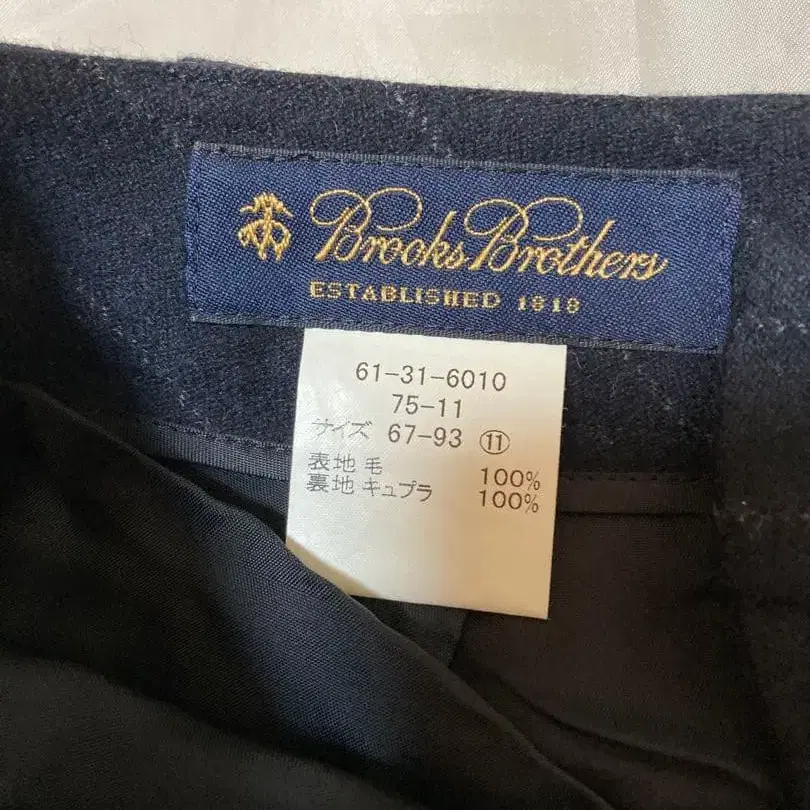 Brooks Brothers
ESTABLISHED 1818
61-31-6010
75-11
サイズ 67-93 ⑪
表地 毛 100%
裏地 キュプラ 100%